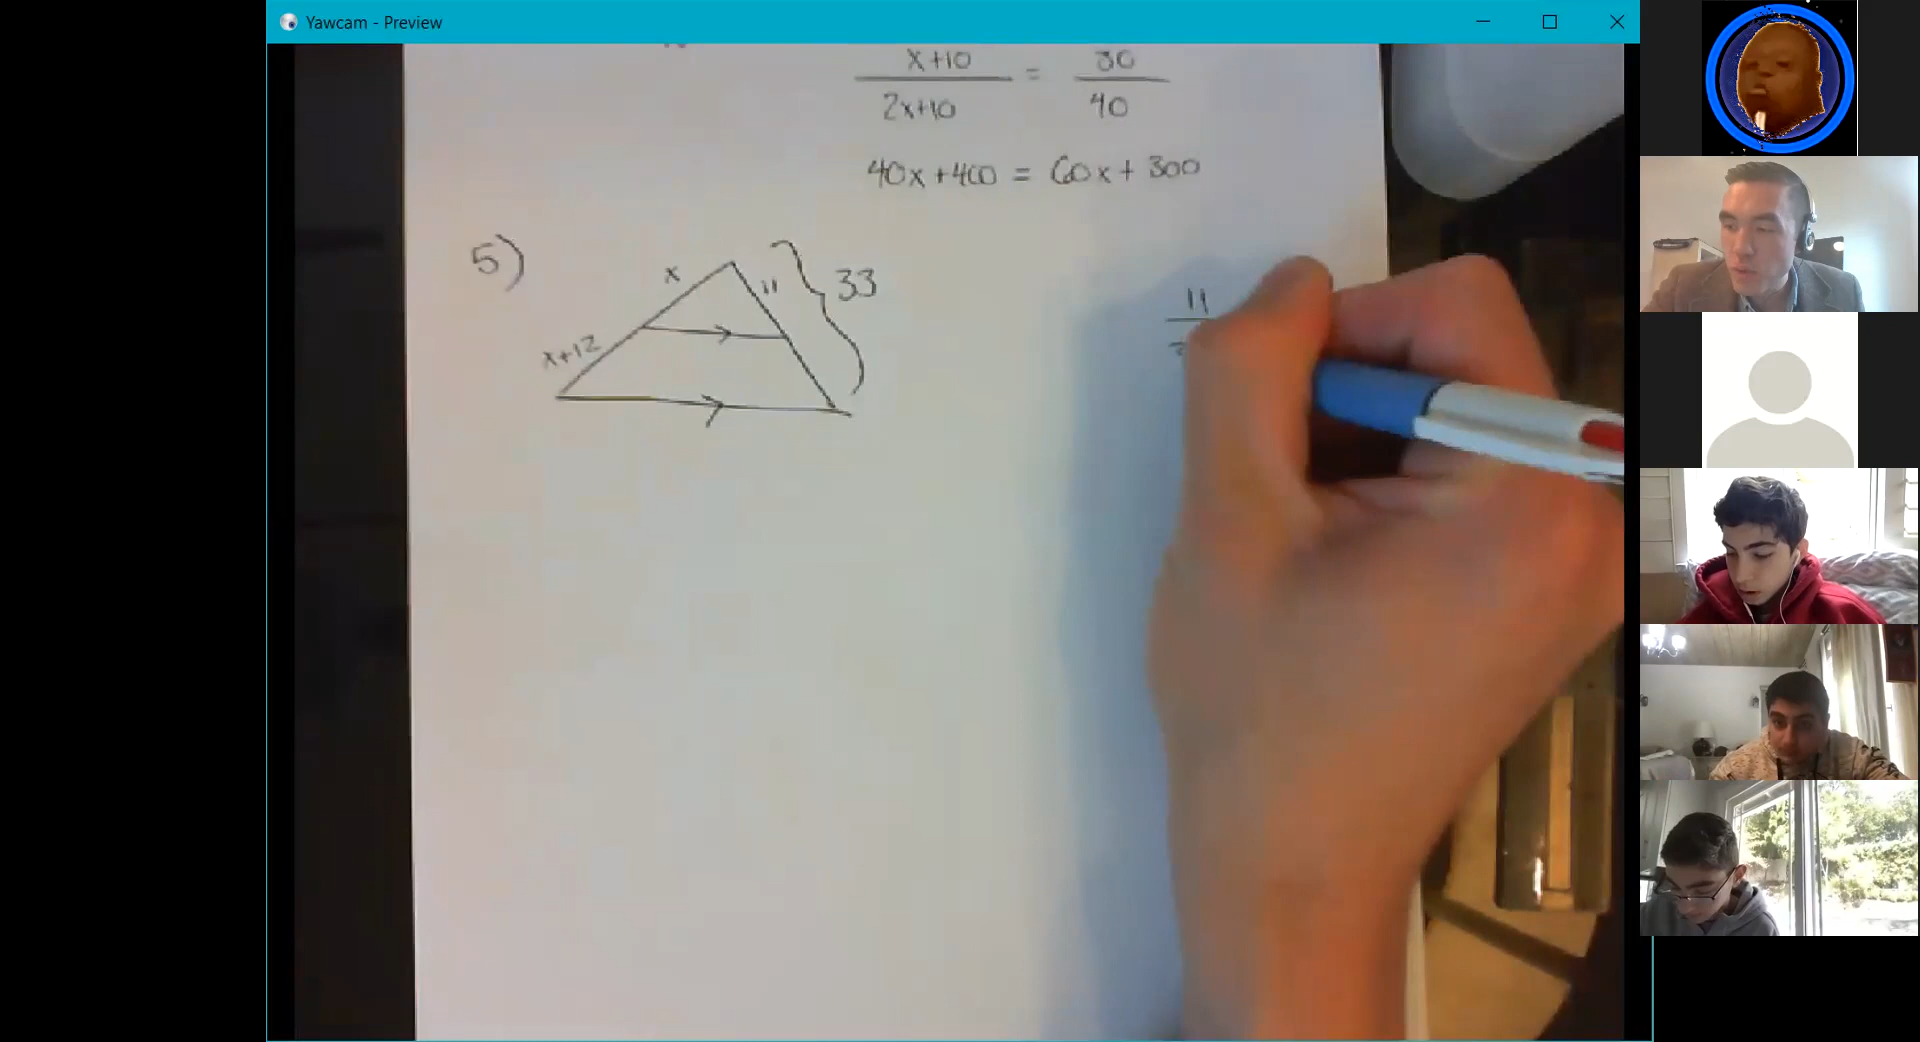 Yawcam - Preview
x+10 = 30
2x+10 40
40x+400 = 60x+300
5)
x
11
33
x+12
11